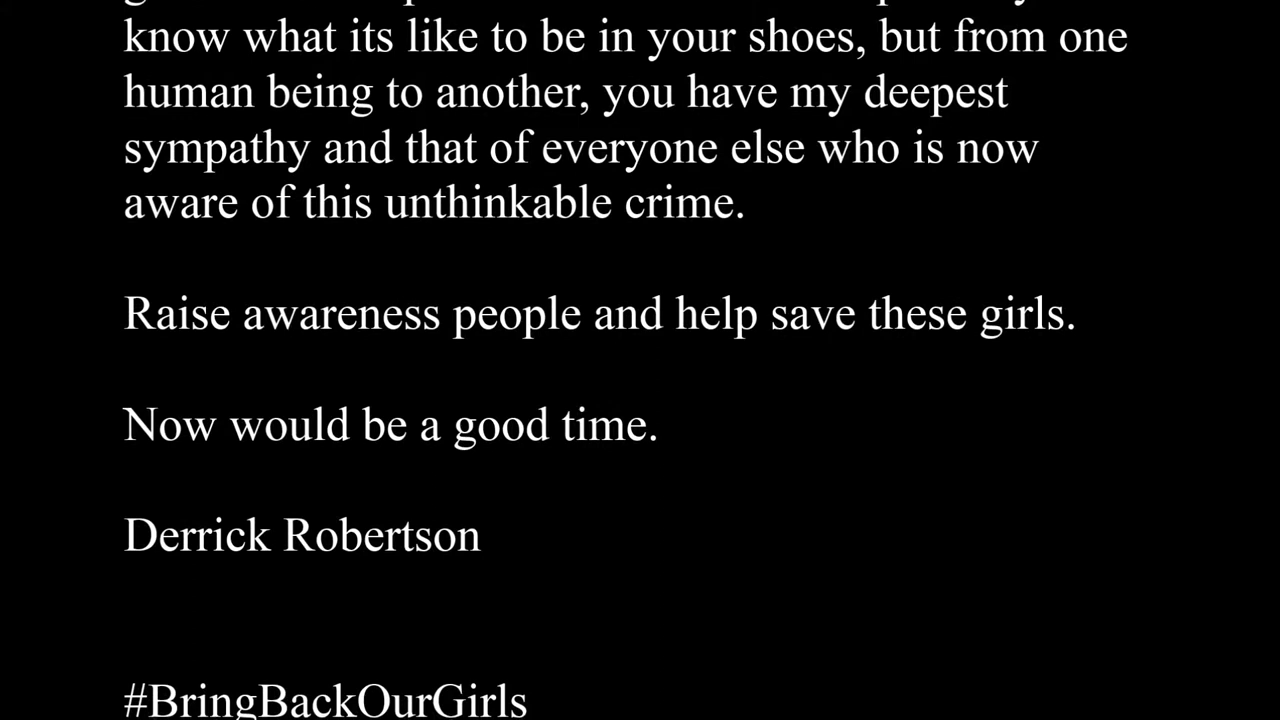 know what its like to be in your shoes, but from one
human being to another, you have my deepest
sympathy and that of everyone else who is now
aware of this unthinkable crime.
Raise awareness people and help save these girls.
Now would be a good time.
Derrick Robertson
#BringBackOurGirls